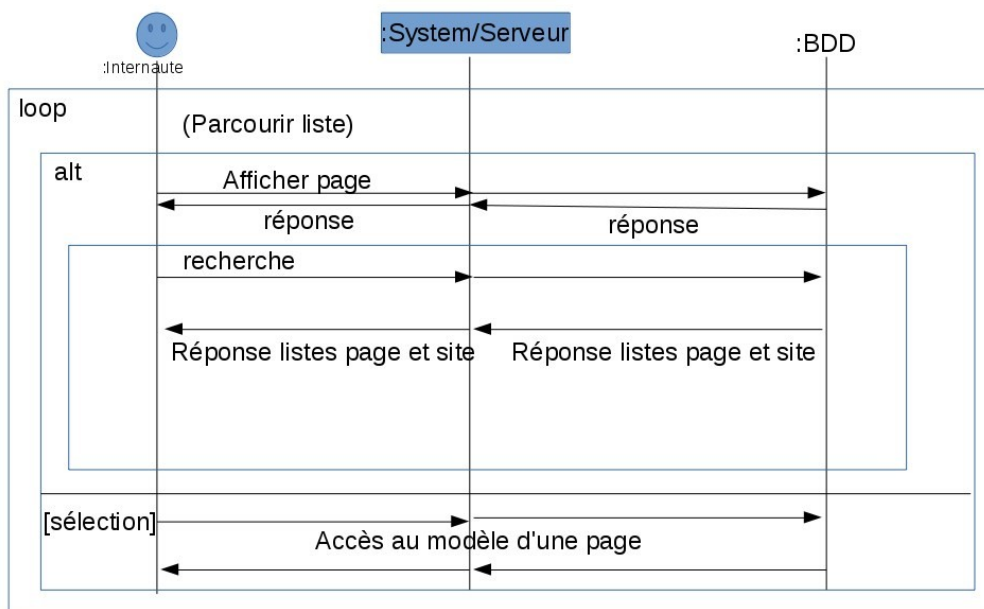 :Internaute
:System/Serveur
:BDD
loop
(Parcourir liste)
alt
Afficher page
réponse
réponse
recherche
Réponse listes page et site
Réponse listes page et site
[sélection]
Accès au modèle d'une page